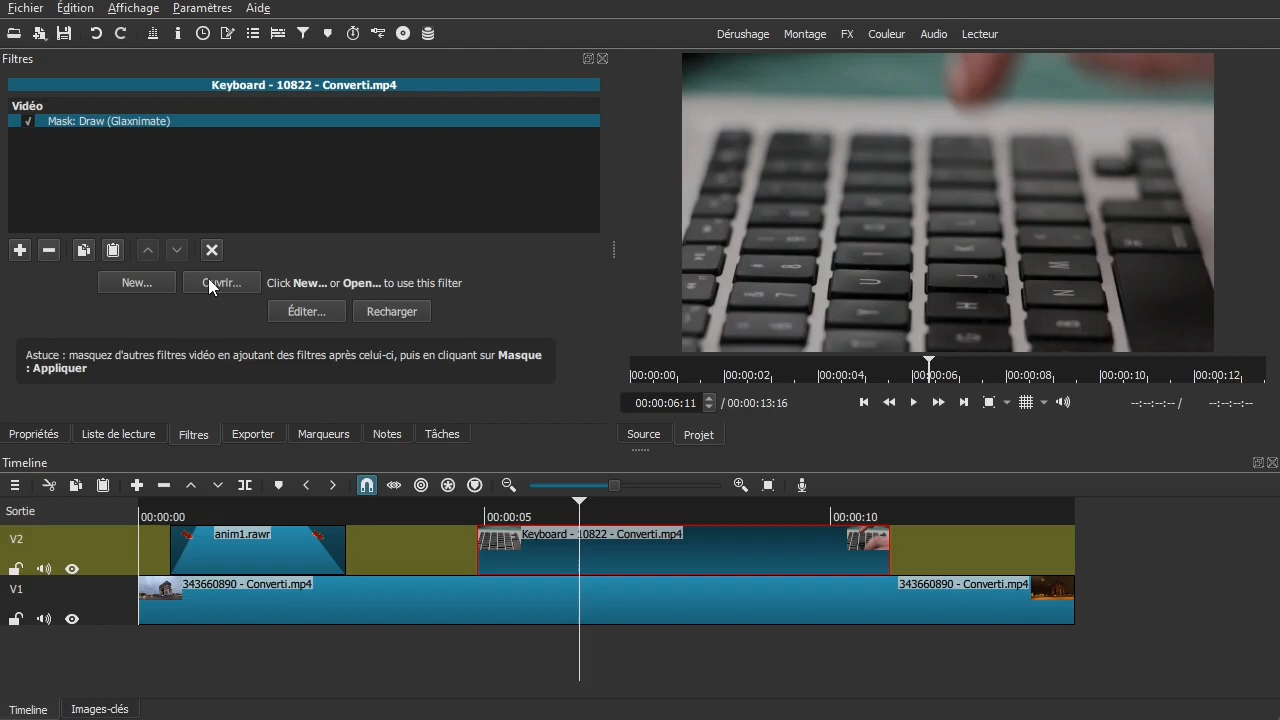 Fichier Édition Affichage Paramètres Aide
Dérushage Montage FX Couleur Audio Lecteur
Filtres
Keyboard - 10822 - Converti.mp4
Vidéo
✓ Mask: Draw (Glaxnimate)
New... Click New... or Open... to use this filter
Éditer... Recharger
Astuce : masquez d'autres filtres vidéo en ajoutant des filtres après celui-ci, puis en cliquant sur Masque
: Appliquer
00:00:00 00:00:02 00:00:04 00:00:06 00:00:08 00:00:10 00:00:12
00:00:06:11 / 00:00:13:16 --:--:--:-- / --:--:--:--
Propriétés Liste de lecture Filtres Exporter Marqueurs Notes Tâches
Source Projet
Timeline
Sortie 00:00:00 00:00:05 00:00:10
V2 anim1.rawr Keyboard - 10822 - Converti.mp4
V1 343660890 - Converti.mp4 343660890 - Converti.mp4
Timeline Images-clés